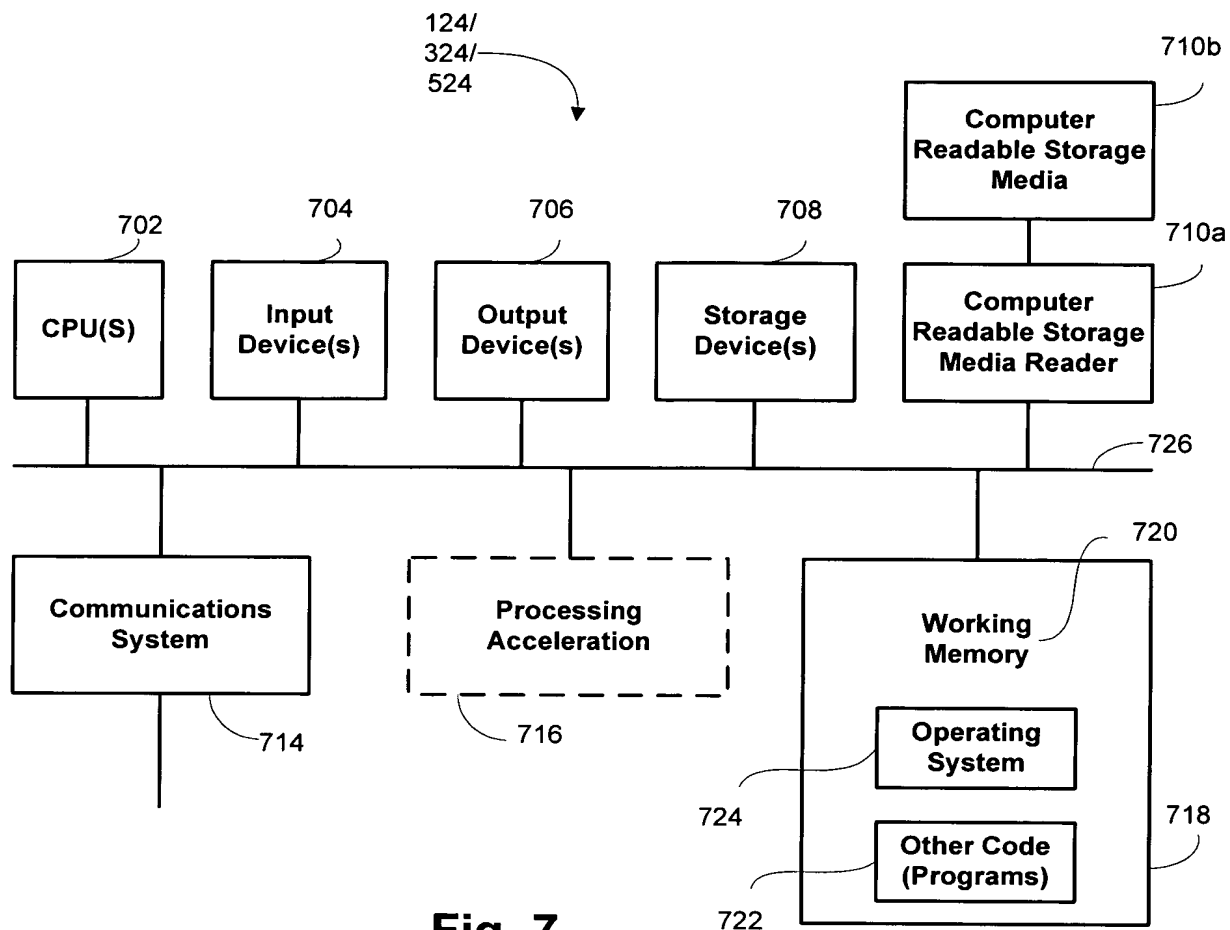 124/
324/
524
710b
Computer
Readable Storage
Media
702
704
706
708
710a
CPU(S)
Input
Device(s)
Output
Device(s)
Storage
Device(s)
Computer
Readable Storage
Media Reader
726
720
Communications
System
Processing
Acceleration
Working
Memory
714
716
Operating
System
724
718
Other Code
(Programs)
722
Fig. 7